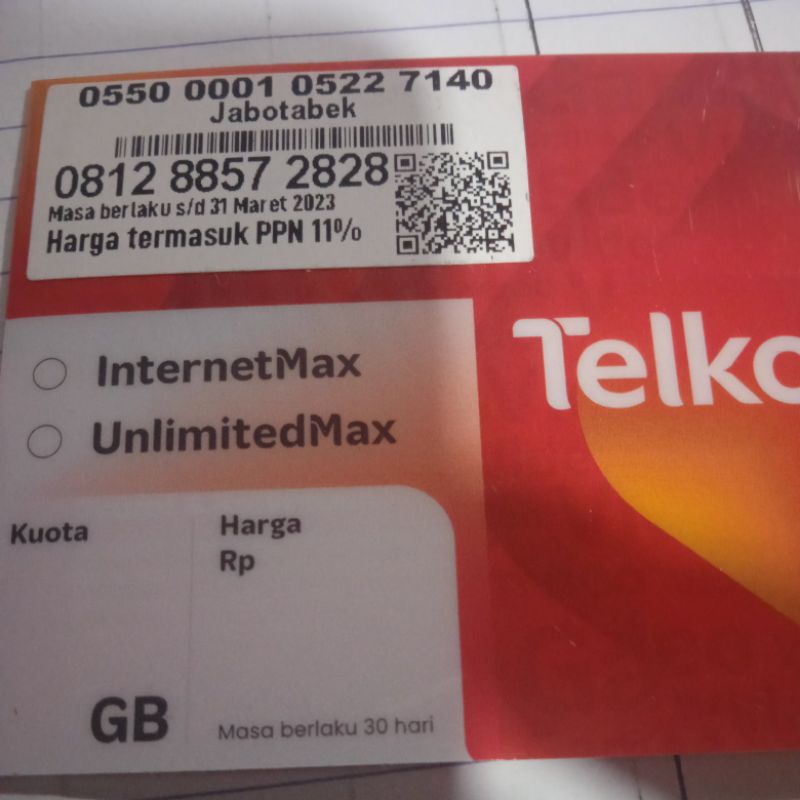 0550 0001 0522 7140
Jabotabek
0812 8857 2828
Masa berlaku s/d 31 Maret 2023
Harga termasuk PPN 11%
InternetMax
UnlimitedMax
Telko
Kuota
Harga
Rp
GB
Masa berlaku 30 hari